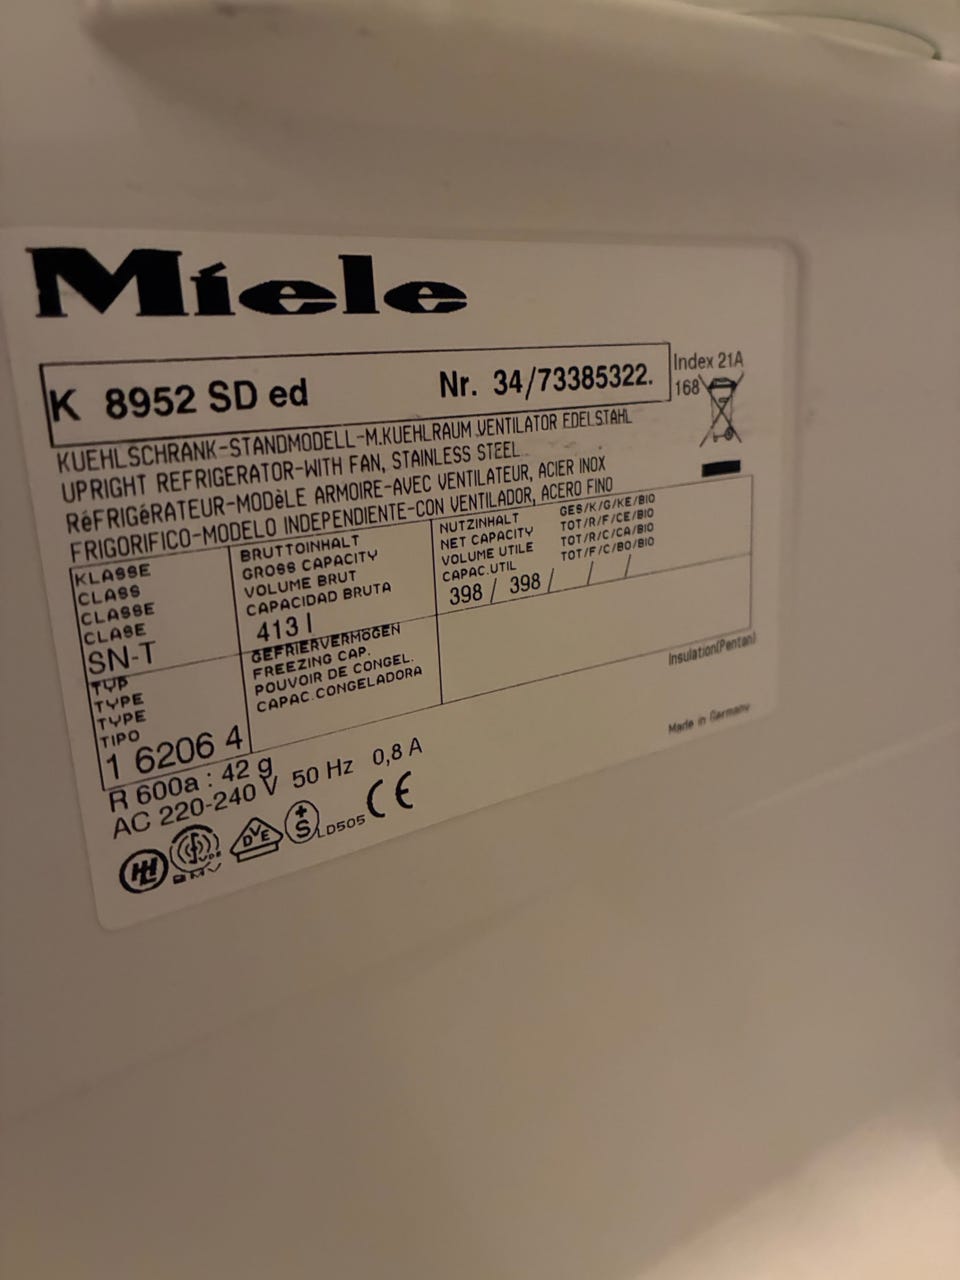 Miele
K 8952 SD ed Nr. 34/73385322.
Index 21A
168
KUEHLSCHRANK-STANDMODELL-M.KUEHLRAUM VENTILATOR EDELSTAHL
UPRIGHT REFRIGERATOR-WITH FAN, STAINLESS STEEL
RéFRIGéRATEUR-MODèLE ARMOIRE-AVEC VENTILATEUR, ACIER INOX
FRIGORIFICO-MODELO INDEPENDIENTE-CON VENTILADOR, ACERO FINO
KLASSE
CLASS
CLASSE
CLASE
SN-T
BRUTTOINHALT
GROSS CAPACITY
VOLUME BRUT
CAPACIDAD BRUTA
413 l
NUTZINHALT GES/K/G/KE/BIO
NET CAPACITY TOT/R/F/CE/BIO
VOLUME UTILE TOT/R/C/CA/BIO
CAPAC.UTIL TOT/F/C/BO/BIO
398 / 398 / / /
TYP
TYPE
TYPE
TIPO
1 6206 4
GEFRIERVERMÖGEN
FREEZING CAP.
POUVOIR DE CONGEL.
CAPAC.CONGELADORA
Insulation(Pentan)
R 600a : 42 g
AC 220-240 V 50 Hz 0,8 A
Made in Germany
DVE
+S
LD505
CE